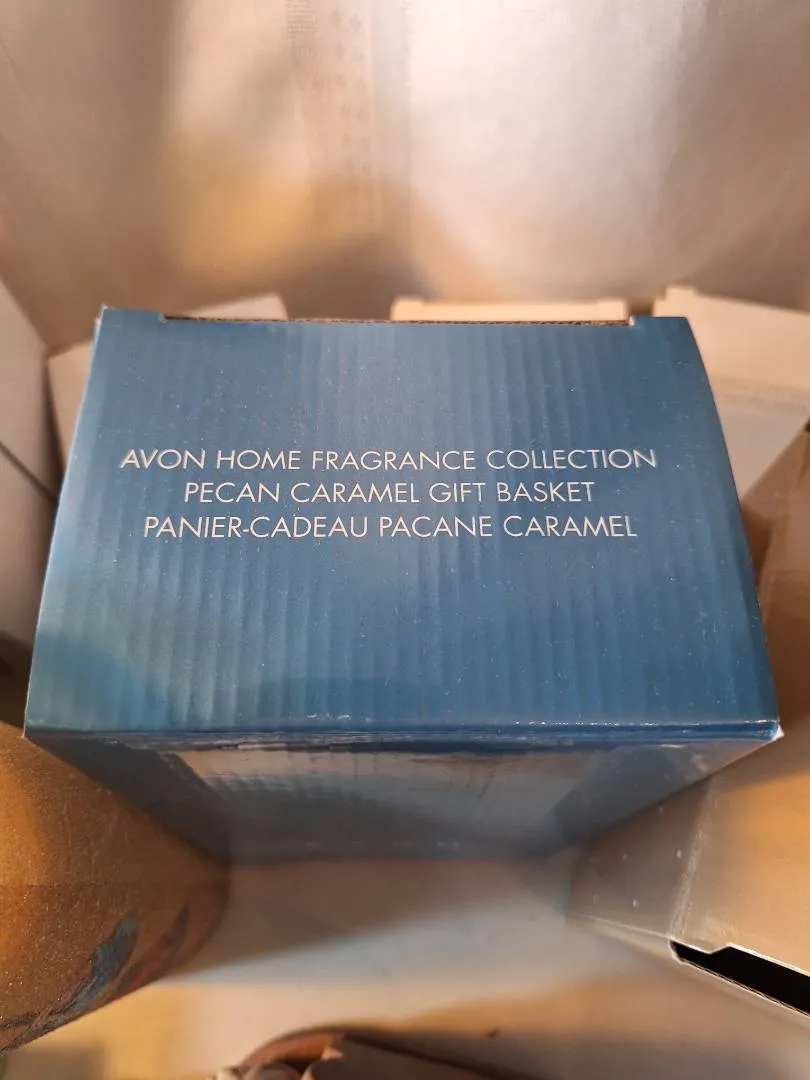 AVON HOME FRAGRANCE COLLECTION
PECAN CARAMEL GIFT BASKET
PANIER-CADEAU PACANE CARAMEL